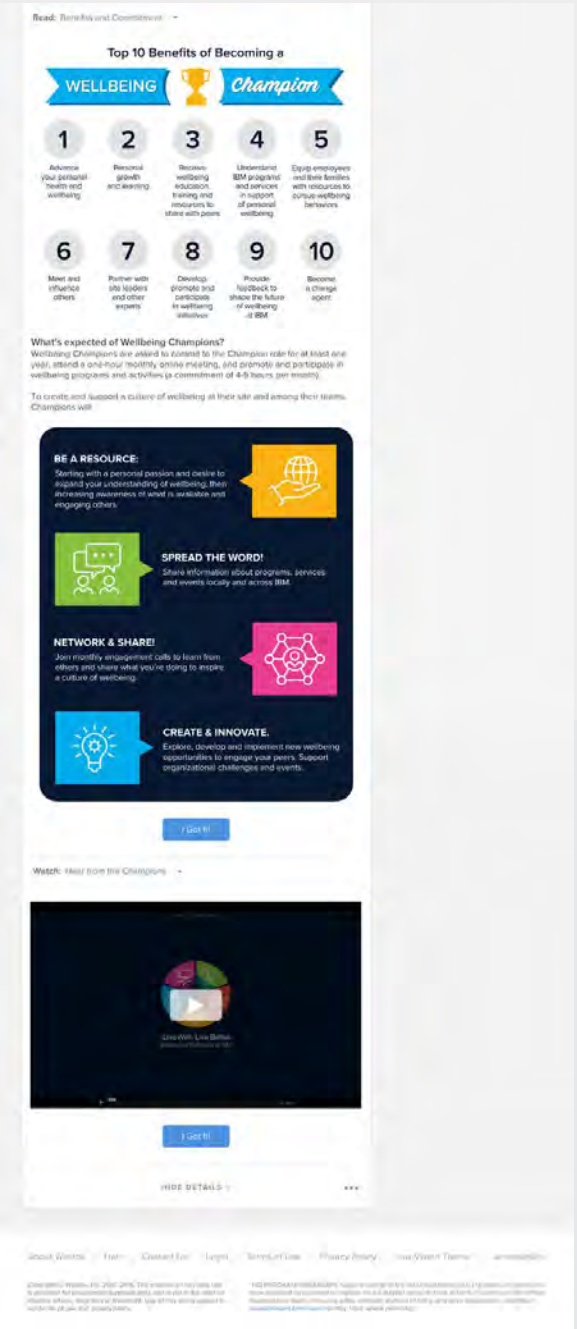 Read: Benefits and Commitment
Top 10 Benefits of Becoming a
WELLBEING Champion
1 2 3 4 5
Advance your personal health and wellbeing
Personal growth and learning
Receive wellbeing education, training and resources to share with peers
Understand IBM programs and services in support of personal wellbeing
Equip employees and their families with resources to pursue wellbeing behaviors
6 7 8 9 10
Meet and influence others
Partner with site leaders and other experts
Develop, promote and participate in wellbeing initiatives
Provide feedback to shape the future of wellbeing at IBM
Become a change agent
What's expected of Wellbeing Champions?
Wellbeing Champions are asked to commit to the Champion role for at least one
year, attend a one-hour monthly online meeting, and promote and participate in
wellbeing programs and activities (a commitment of 4-5 hours per month).
To create and support a culture of wellbeing at their site and among their teams,
Champions will
BE A RESOURCE:
Starting with a personal passion and desire to
expand your understanding of wellbeing, then
increasing awareness of what is available and
engaging others.
SPREAD THE WORD!
Share information about programs, services
and events locally and across IBM.
NETWORK & SHARE!
Join monthly engagement calls to learn from
others and share what you're doing to inspire
a culture of wellbeing.
CREATE & INNOVATE.
Explore, develop and implement new wellbeing
opportunities to engage your peers. Support
organizational challenges and events.
I Got It!
Watch: Hear from the Champions
Live Well. Live Better.
I Got It!
HIDE DETAILS
Contact Us Login Terms of Use Privacy Policy